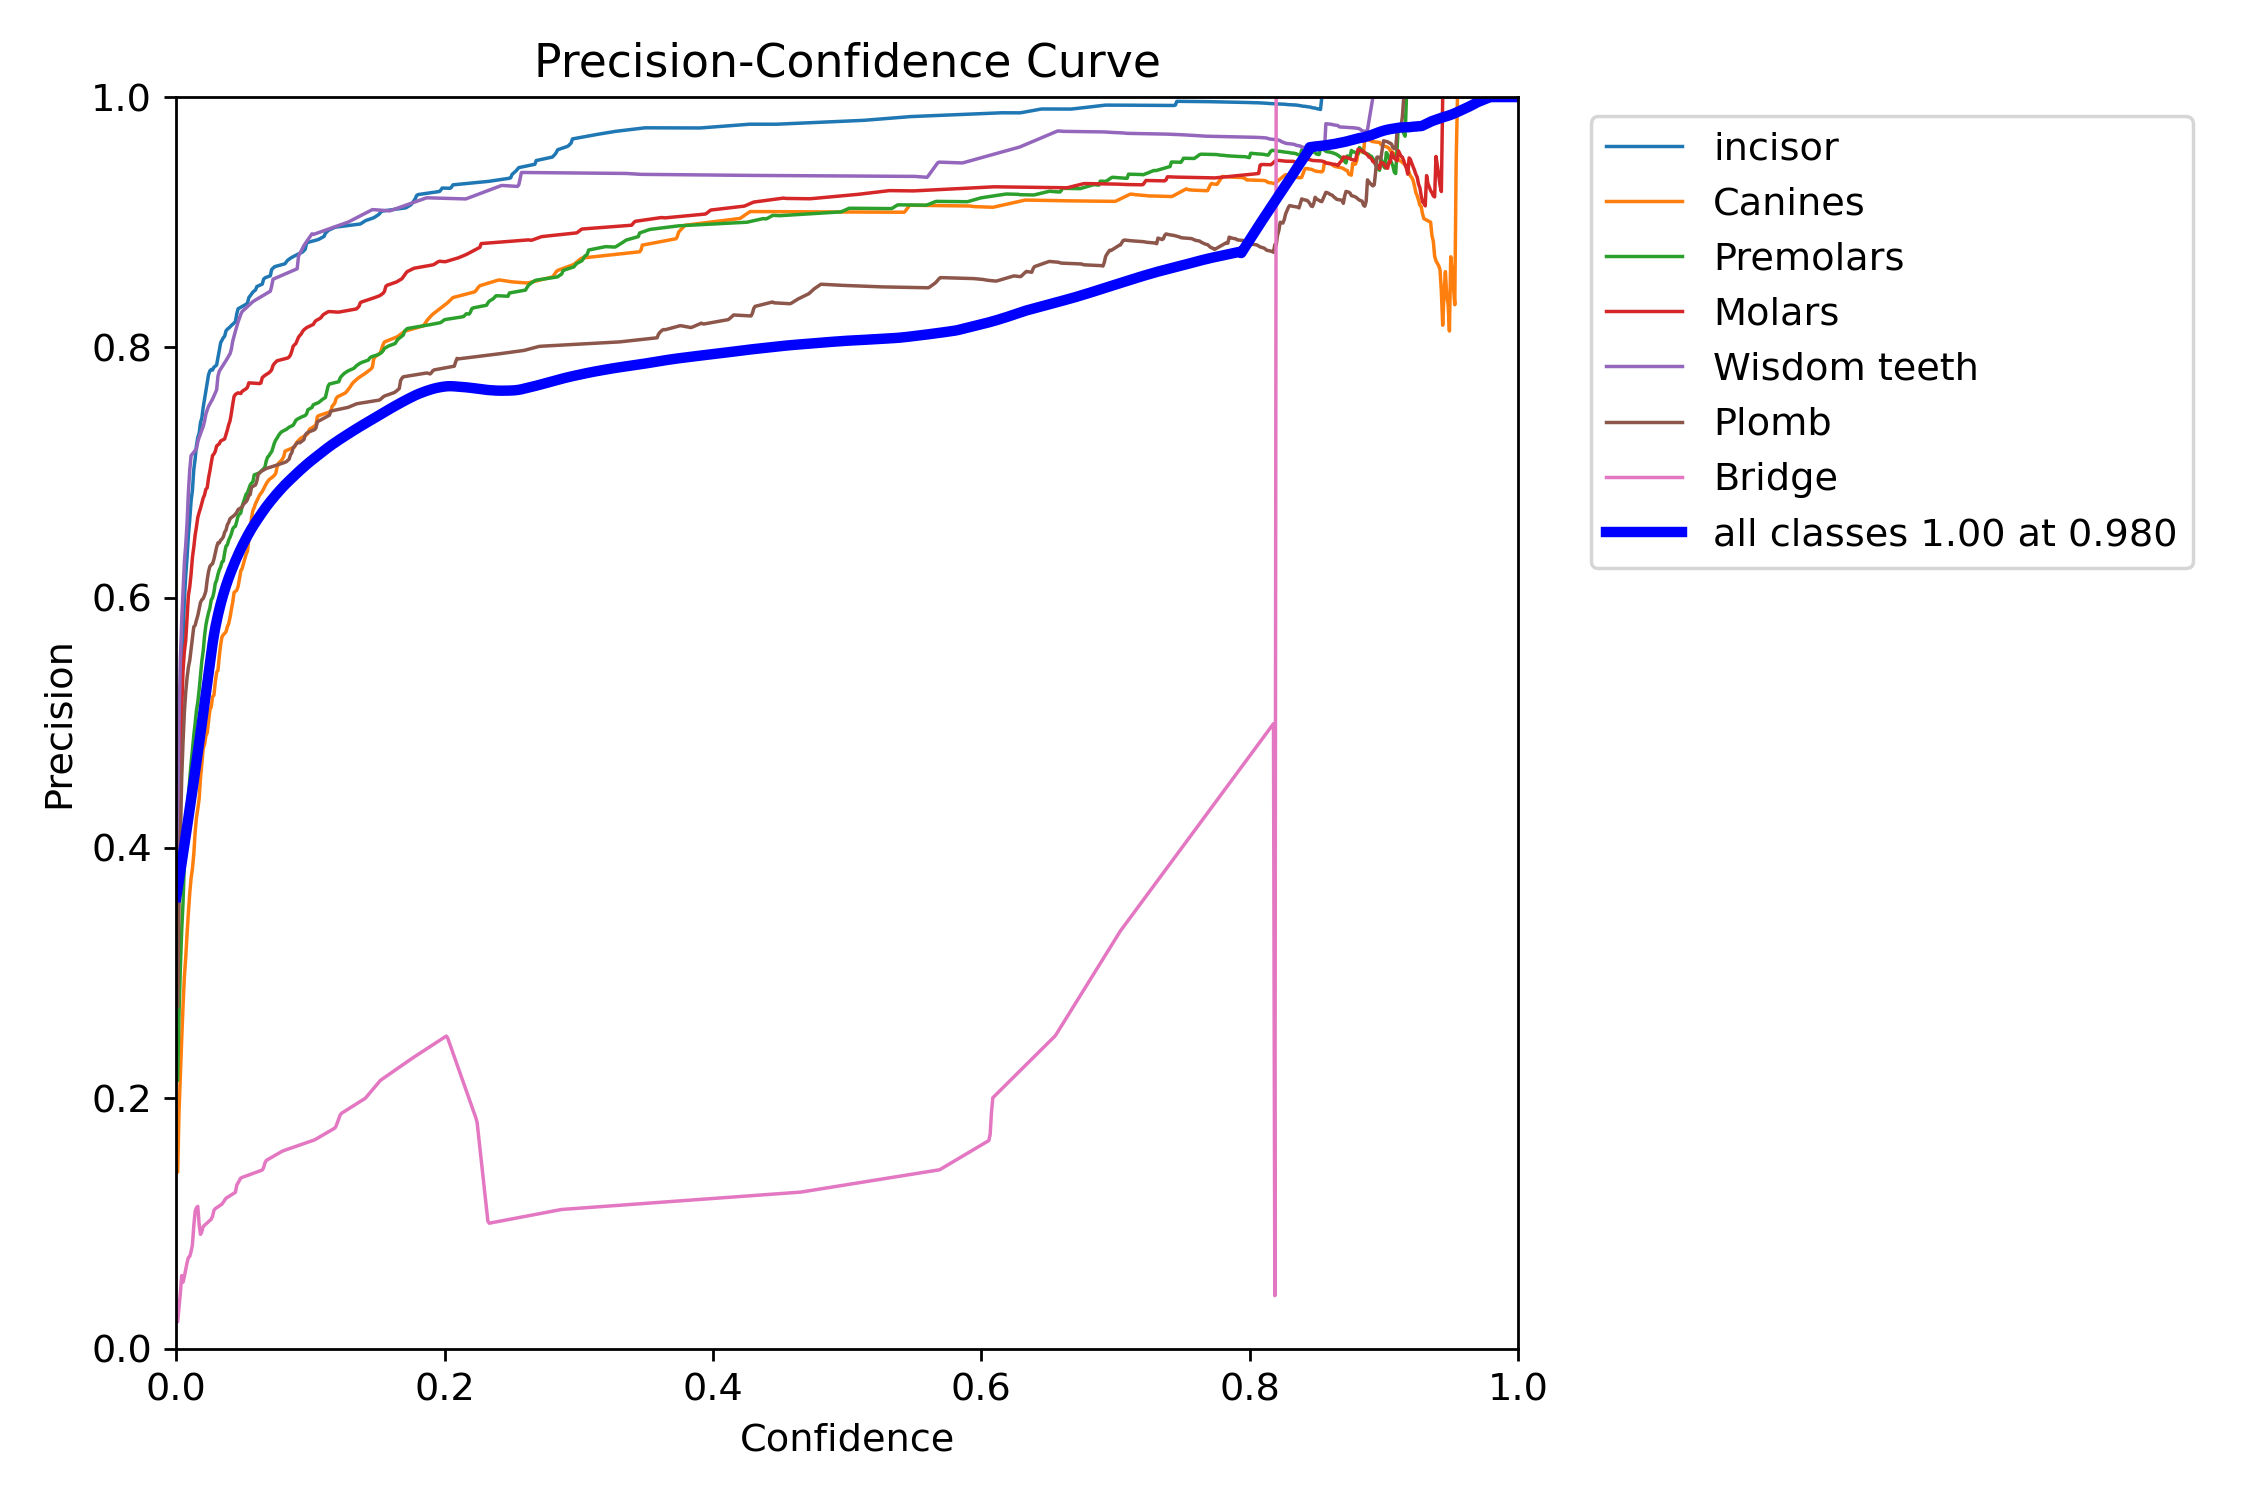 Precision-Confidence Curve
1.0
0.8
0.6
0.4
0.2
0.0
Precision
0.0 0.2 0.4 0.6 0.8 1.0
Confidence
incisor
Canines
Premolars
Molars
Wisdom teeth
Plomb
Bridge
all classes 1.00 at 0.980